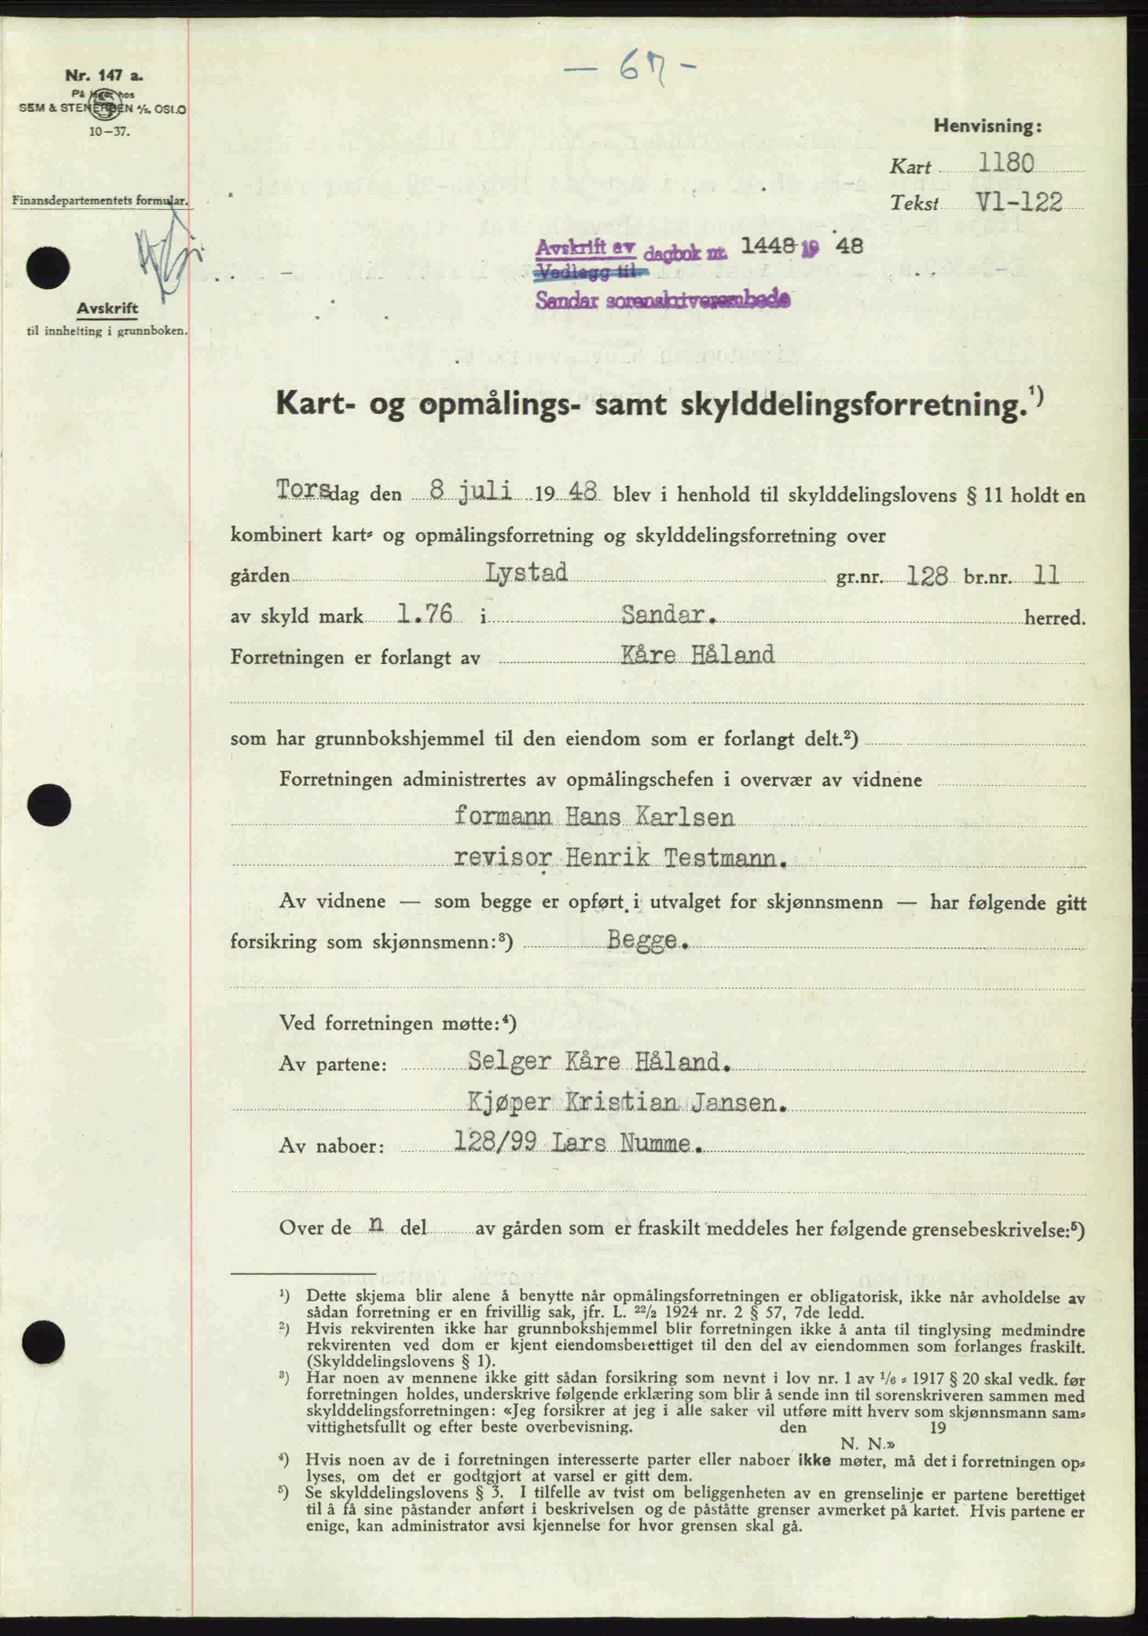 — 67 —
Nr. 147 a.
På lager hos
SEM & STENERSEN A/S. OSLO
10-37.
Henvisning:
Kart 1180
Tekst V1-122
Finansdepartementets formular.
Avskrift av dagbok nr. 1448-19 48
Vedlegg til
Sandar sorenskriverembede
Avskrift
til innhefting i grunnboken.
Kart- og opmålings- samt skylddelingsforretning.¹)
Torsdag den 8 juli 19 48 blev i henhold til skylddelingslovens § 11 holdt en
kombinert kart- og opmålingsforretning og skylddelingsforretning over
gården Lystad gr.nr. 128 br.nr. 11
av skyld mark 1.76 i Sandar. herred.
Forretningen er forlangt av Kåre Håland
som har grunnbokshjemmel til den eiendom som er forlangt delt.²)
Forretningen administrertes av opmålingschefen i overvær av vidnene
formann Hans Karlsen
revisor Henrik Testmann.
Av vidnene — som begge er opført i utvalget for skjønnsmenn — har følgende gitt
forsikring som skjønnsmenn:³) Begge.
Ved forretningen møtte:⁴)
Av partene: Selger Kåre Håland.
Kjøper Kristian Jansen.
Av naboer: 128/99 Lars Numme.
Over de n del av gården som er fraskilt meddeles her følgende grensebeskrivelse:⁵)
¹) Dette skjema blir alene å benytte når opmålingsforretningen er obligatorisk, ikke når avholdelse av
sådan forretning er en frivillig sak, jfr. L. 22/2 1924 nr. 2 § 57, 7de ledd.
²) Hvis rekvirenten ikke har grunnbokshjemmel blir forretningen ikke å anta til tinglysing medmindre
rekvirenten ved dom er kjent eiendomsberettiget til den del av eiendommen som forlanges fraskilt.
(Skylddelingslovens § 1).
³) Har noen av mennene ikke gitt sådan forsikring som nevnt i lov nr. 1 av 1/6 - 1917 § 20 skal vedk. før
forretningen holdes, underskrive følgende erklæring som blir å sende inn til sorenskriveren sammen med
skylddelingsforretningen: «Jeg forsikrer at jeg i alle saker vil utføre mitt hverv som skjønnsmann sam-
vittighetsfullt og efter beste overbevisning. den 19
N. N.»
⁴) Hvis noen av de i forretningen interesserte parter eller naboer ikke møter, må det i forretningen op-
lyses, om det er godtgjort at varsel er gitt dem.
⁵) Se skylddelingslovens § 3. I tilfelle av tvist om beliggenheten av en grenselinje er partene berettiget
til å få sine påstander anført i beskrivelsen og de påståtte grenser avmerket på kartet. Hvis partene er
enige, kan administrator avsi kjennelse for hvor grensen skal gå.